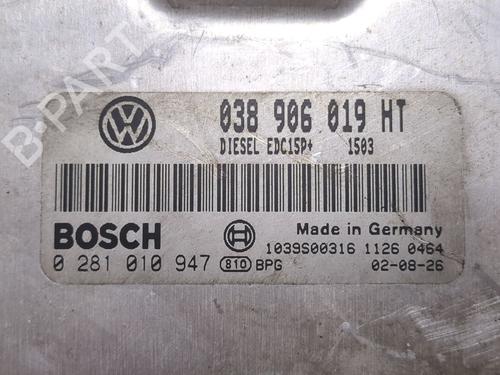 B-PARTS
038 906 019 HT
DIESEL EDC15P+ 1503
BOSCH
Made in Germany
1039S00316 1126 0464
0 281 010 947 810 BPG 02-08-26